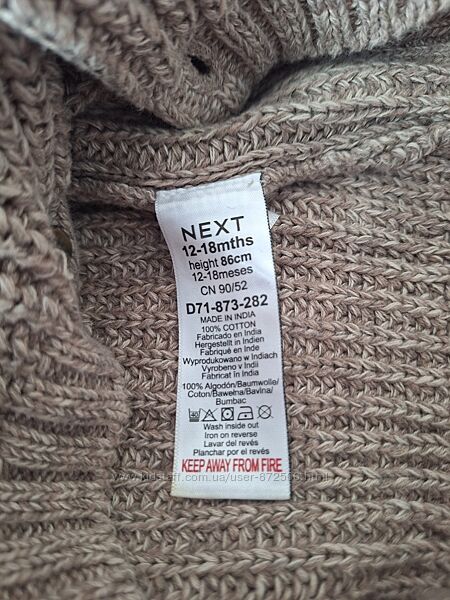 NEXT
12-18mths
height 86cm
12-18meses
CN 90/52
D71-873-282
MADE IN INDIA
100% COTTON
Fabricado en India
Hergestellt in Indien
Fabriqué en Inde
Wyprodukowano w Indiach
Vyrobeno v Indii
Fabricat în India
100% Algodón/Baumwolle/
Coton/Bawełna/Bavlna/
Bumbac
Wash inside out
Iron on reverse
Lavar del revés
Planchar por el revés
KEEP AWAY FROM FIRE